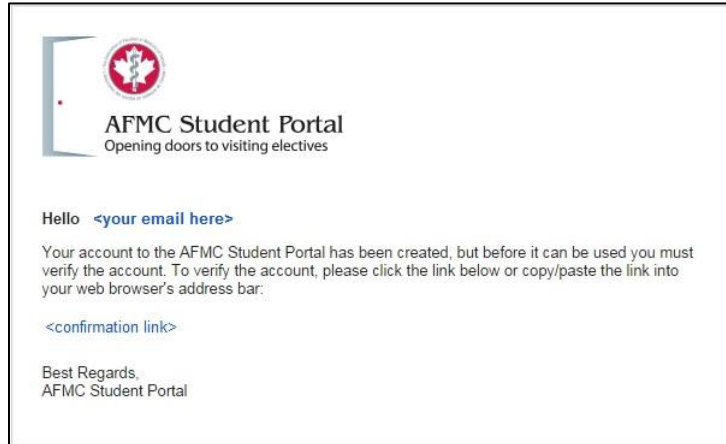 AFMC Student Portal
Opening doors to visiting electives
Hello <your email here>
Your account to the AFMC Student Portal has been created, but before it can be used you must
verify the account. To verify the account, please click the link below or copy/paste the link into
your web browser's address bar:
<confirmation link>
Best Regards,
AFMC Student Portal